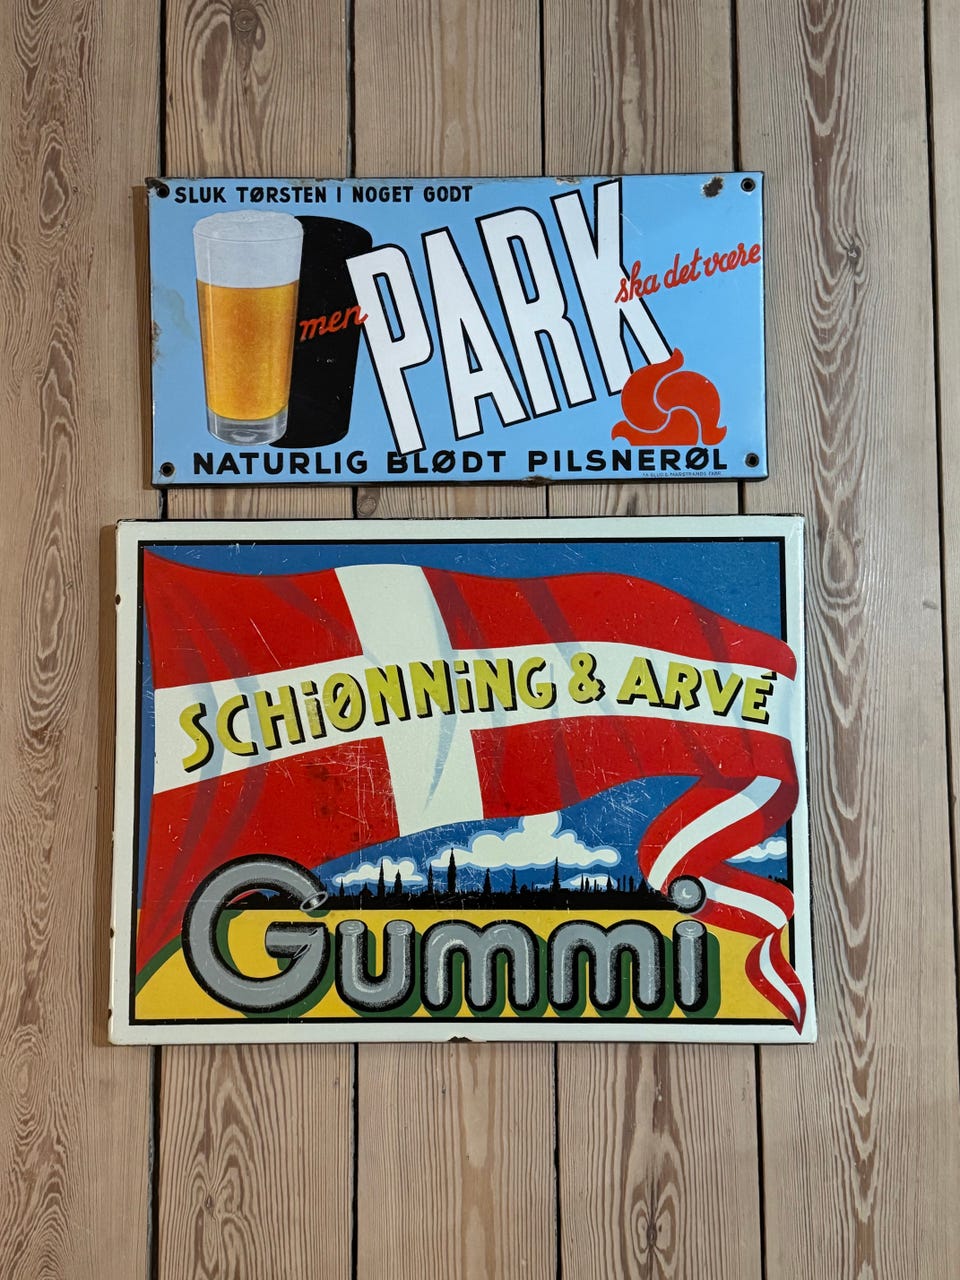 SLUK TØRSTEN I NOGET GODT
men PARK ska det være
NATURLIG BLØDT PILSNERØL
SCHiØNNiNG & ARVÉ
Gummi